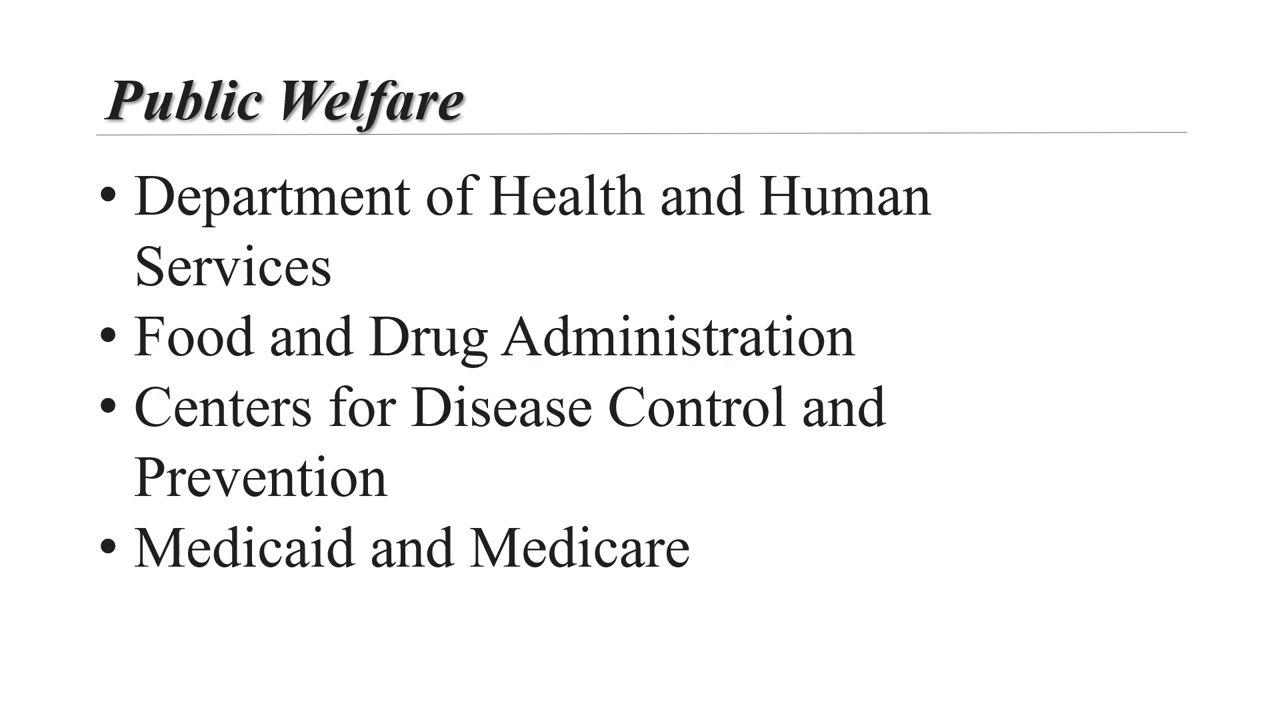 Public Welfare
• Department of Health and Human
Services
• Food and Drug Administration
• Centers for Disease Control and
Prevention
• Medicaid and Medicare